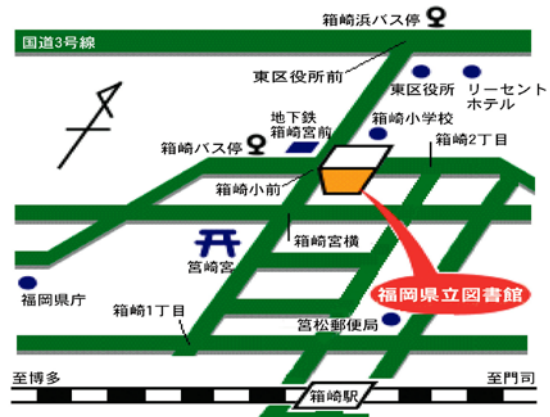 箱崎浜バス停
国道3号線
東区役所前
東区役所
リーセント
ホテル
地下鉄
箱崎宮前
箱崎小学校
箱崎バス停
箱崎2丁目
箱崎小前
箱崎宮横
筥崎宮
福岡県庁
福岡県立図書館
箱崎1丁目
筥松郵便局
至博多
至門司
箱崎駅